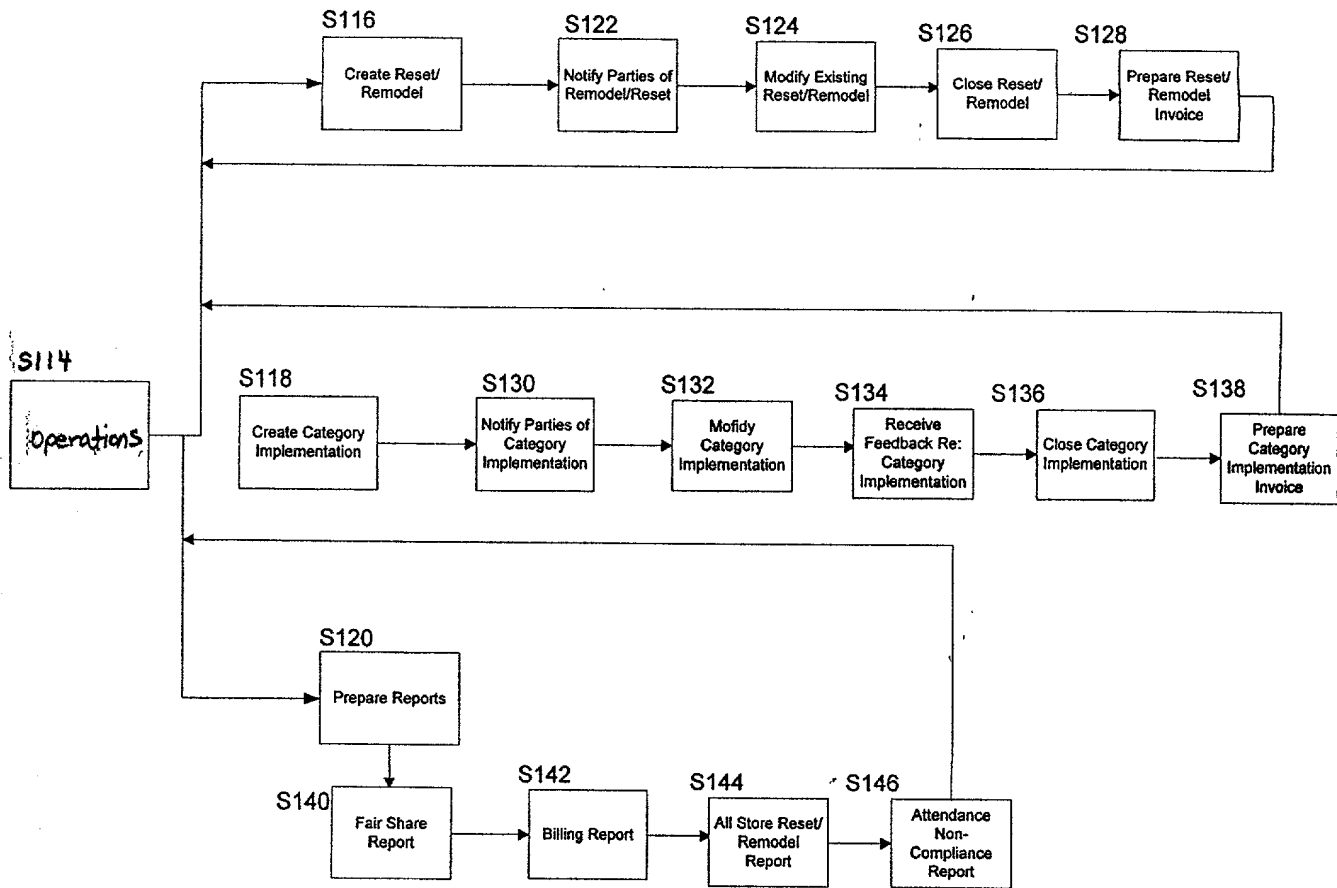 S116
Create Reset/
Remodel
S122
Notify Parties of
Remodel/Reset
S124
Modify Existing
Reset/Remodel
S126
Close Reset/
Remodel
S128
Prepare Reset/
Remodel
Invoice
S114
operations
S118
Create Category
Implementation
S130
Notify Parties of
Category
Implementation
S132
Mofidy
Category
Implementation
S134
Receive
Feedback Re:
Category
Implementation
S136
Close Category
Implementation
S138
Prepare
Category
Implementation
Invoice
S120
Prepare Reports
S140
Fair Share
Report
S142
Billing Report
S144
All Store Reset/
Remodel
Report
S146
Attendance
Non-
Compliance
Report